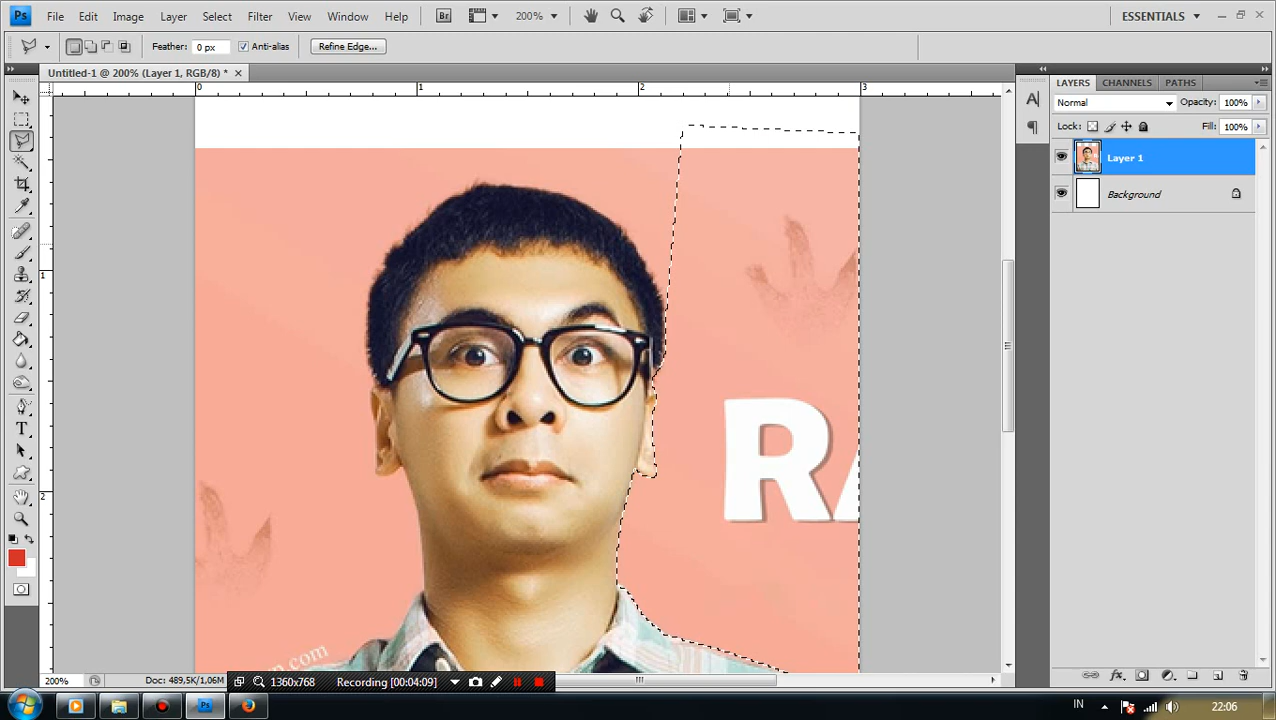 Ps File Edit Image Layer Select Filter View Window Help Br 200% ESSENTIALS
Feather: 0 px Anti-alias Refine Edge...
Untitled-1 @ 200% (Layer 1, RGB/8) * ×
0 1 2 3
LAYERS CHANNELS PATHS
Normal Opacity: 100%
Lock: Fill: 100%
Layer 1
Background
1
2
RA
200% Doc: 489,5K/1,06M 1360x768 Recording [00:04:09]
IN 22:06